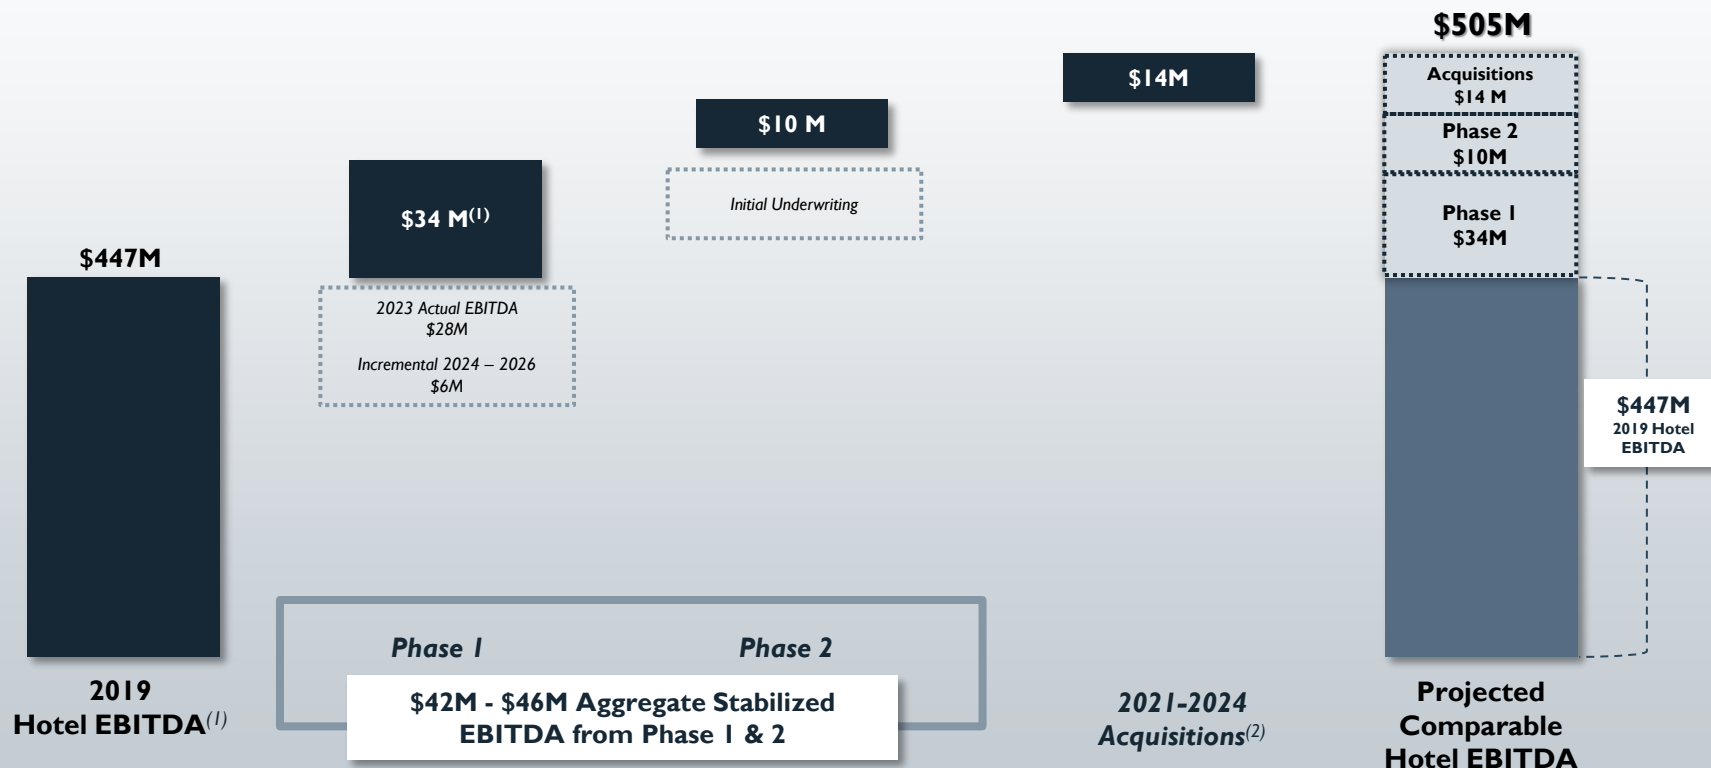 $505M
Acquisitions
$14 M
Phase 2
$10M
Phase 1
$34M
$14M
$10 M
Initial Underwriting
$34 M(1)
2023 Actual EBITDA
$28M
Incremental 2024 – 2026
$6M
$447M
$447M
2019 Hotel
EBITDA
Phase 1
Phase 2
$42M - $46M Aggregate Stabilized
EBITDA from Phase 1 & 2
2019
Hotel EBITDA(1)
2021-2024
Acquisitions(2)
Projected
Comparable
Hotel EBITDA